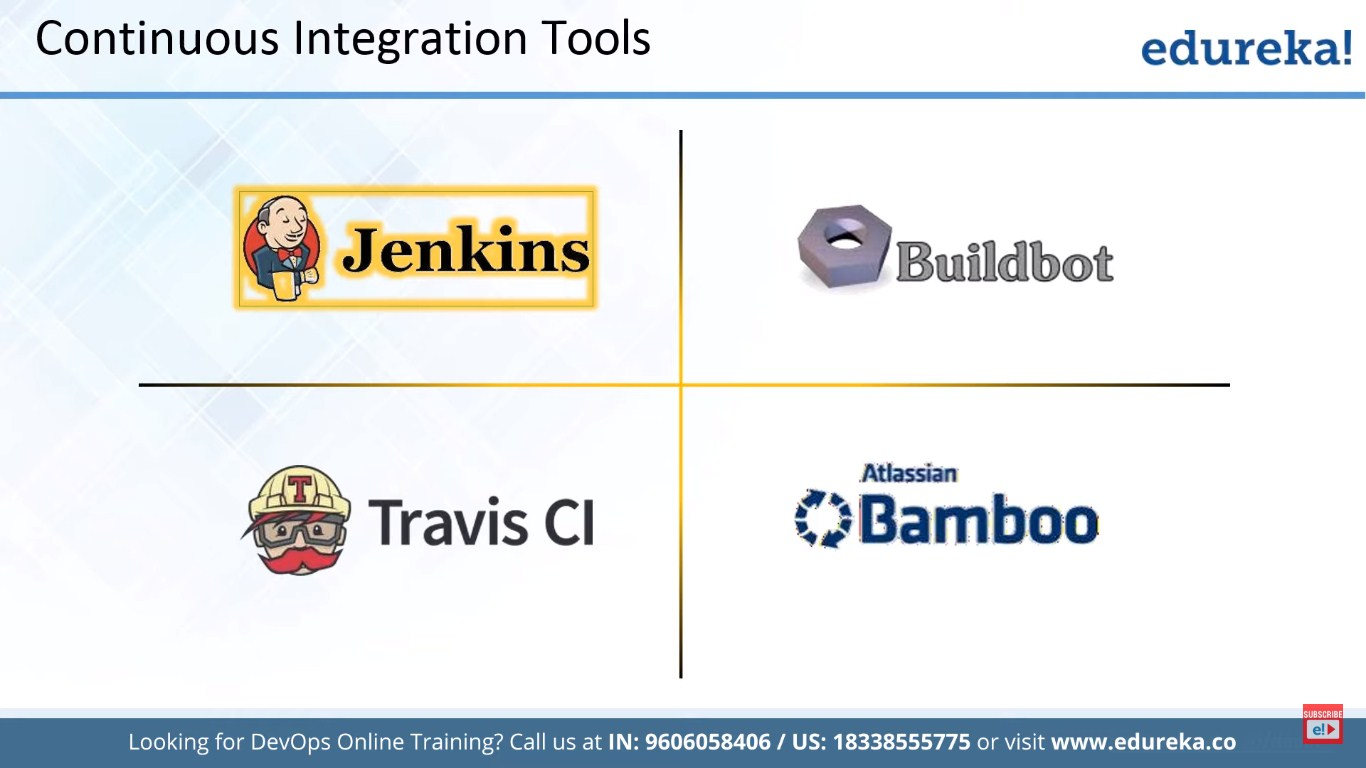 Continuous Integration Tools
edureka!
Jenkins
Buildbot
T
Travis CI
Atlassian
Bamboo
SUBSCRIBE
e!
Looking for DevOps Online Training? Call us at IN: 9606058406 / US: 18338555775 or visit www.edureka.co